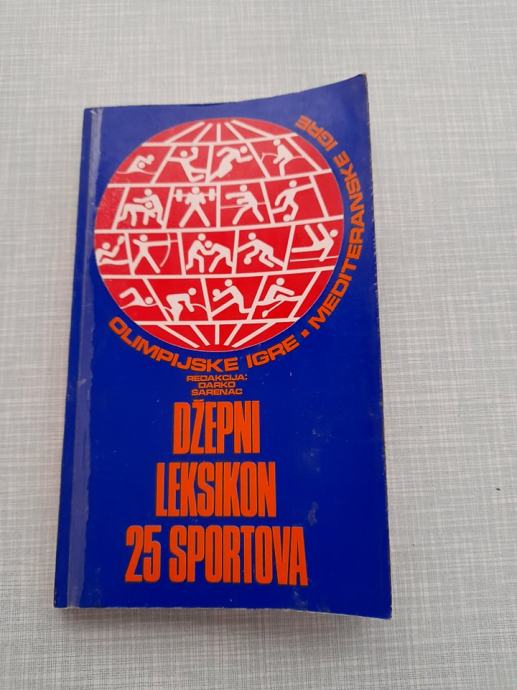 OLIMPIJSKE IGRE • MEDITERANSKE IGRE
REDAKCIJA:
DARKO
ŠARENAC
DŽEPNI
LEKSIKON
25 SPORTOVA